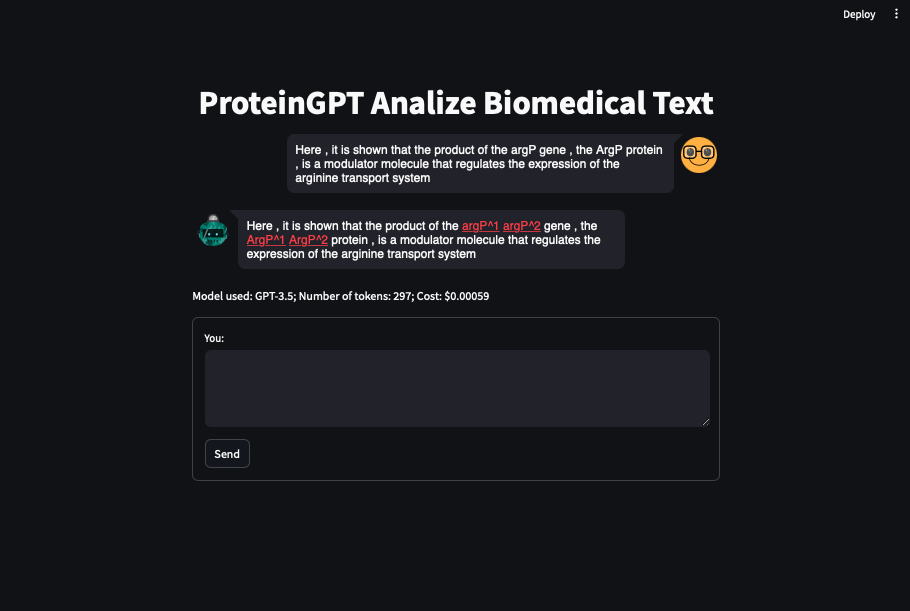 Deploy
ProteinGPT Analize Biomedical Text
Here , it is shown that the product of the argP gene , the ArgP protein
, is a modulator molecule that regulates the expression of the
arginine transport system
Here , it is shown that the product of the argP^1 argP^2 gene , the
ArgP^1 ArgP^2 protein , is a modulator molecule that regulates the
expression of the arginine transport system
Model used: GPT-3.5; Number of tokens: 297; Cost: $0.00059
You:
Send